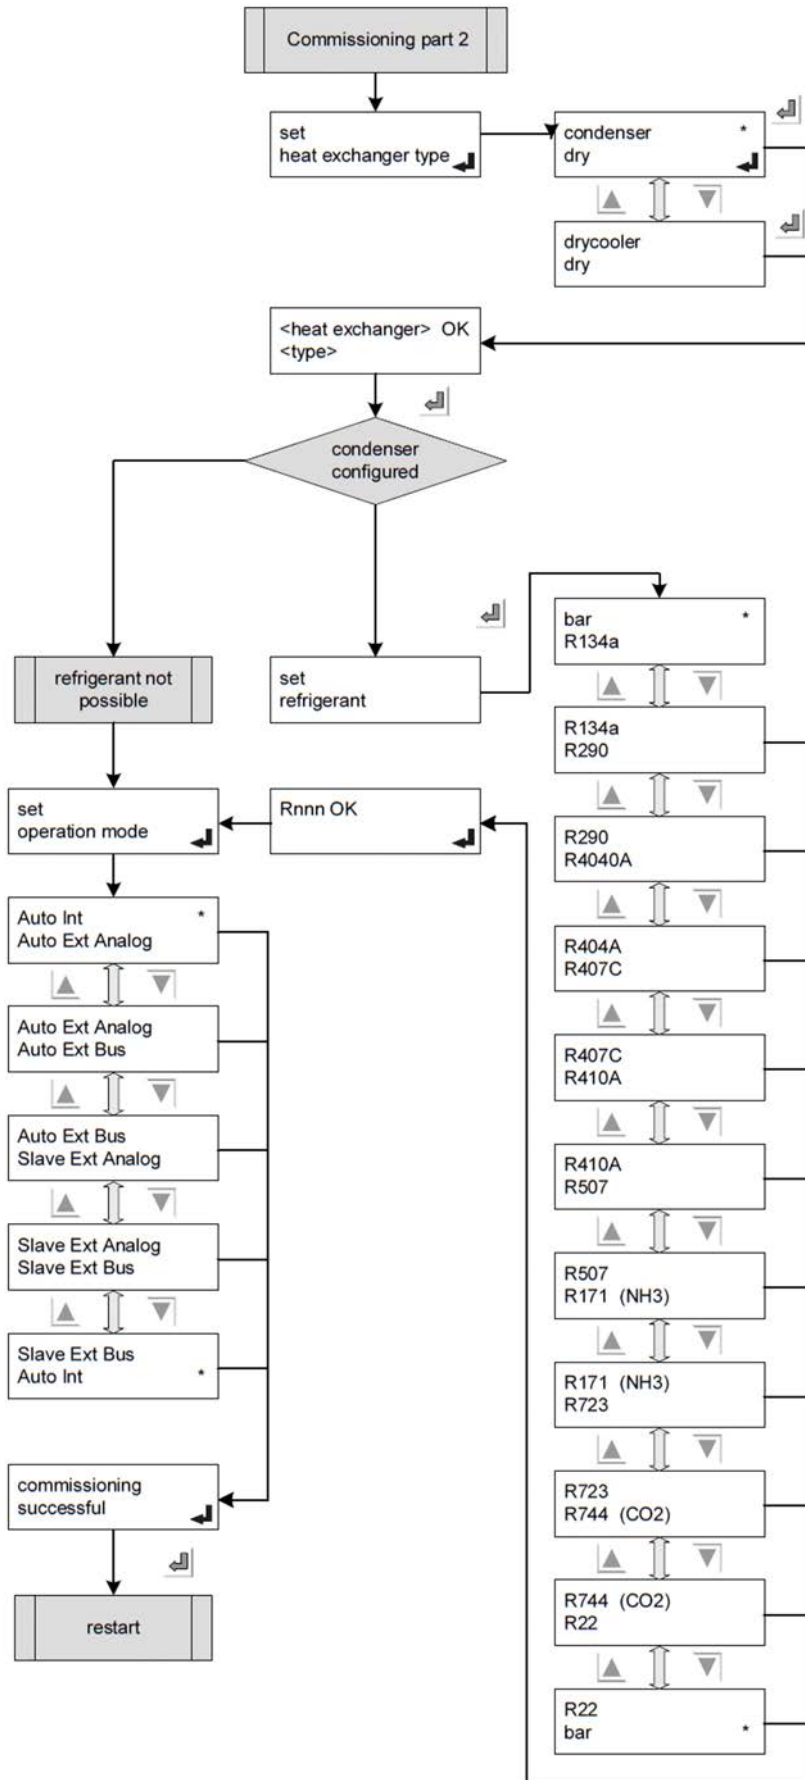 Commissioning part 2
set
heat exchanger type
condenser *
dry
drycooler
dry
<heat exchanger> OK
<type>
condenser
configured
refrigerant not
possible
set
refrigerant
bar *
R134a
R134a
R290
R290
R4040A
R404A
R407C
R407C
R410A
R410A
R507
R507
R171 (NH3)
R171 (NH3)
R723
R723
R744 (CO2)
R744 (CO2)
R22
R22
bar *
Rnnn OK
set
operation mode
Auto Int *
Auto Ext Analog
Auto Ext Analog
Auto Ext Bus
Auto Ext Bus
Slave Ext Analog
Slave Ext Analog
Slave Ext Bus
Slave Ext Bus
Auto Int *
commissioning
successful
restart